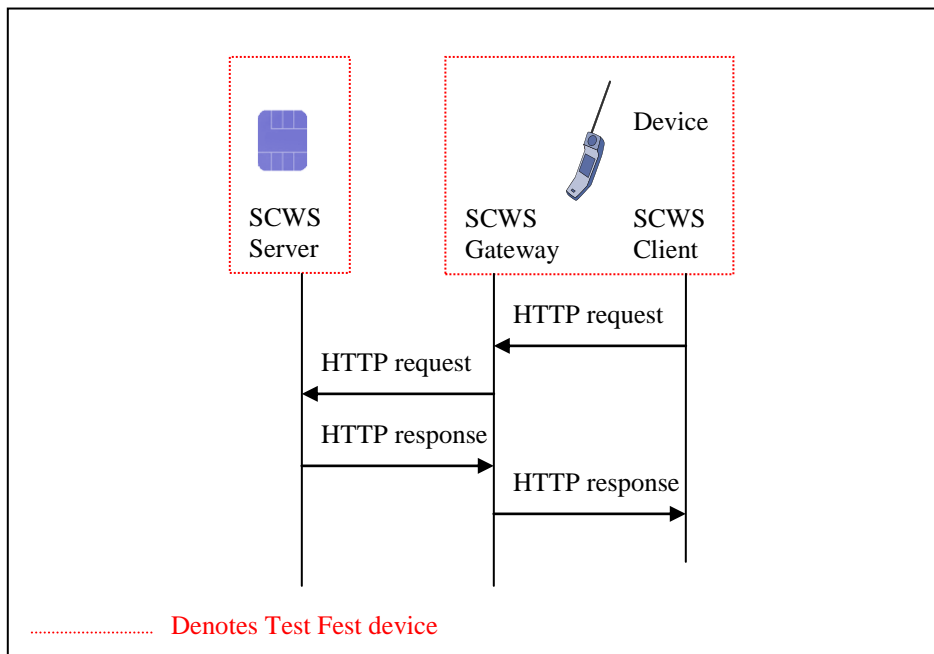 Device
SCWS
Server
SCWS
Gateway
SCWS
Client
HTTP request
HTTP request
HTTP response
HTTP response
Denotes Test Fest device